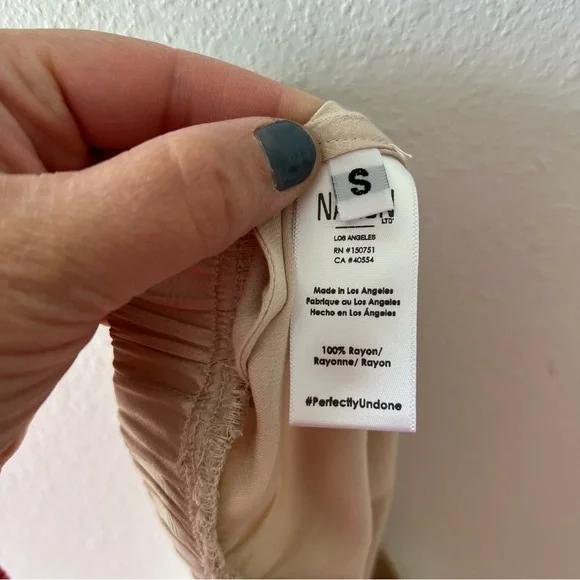 S
LTD
LOS ANGELES
RN #150751
CA #40554
Made in Los Angeles
Fabrique au Los Angeles
Hecho en Los Ángeles
100% Rayon/
Rayonne/ Rayon
#PerfectlyUndone